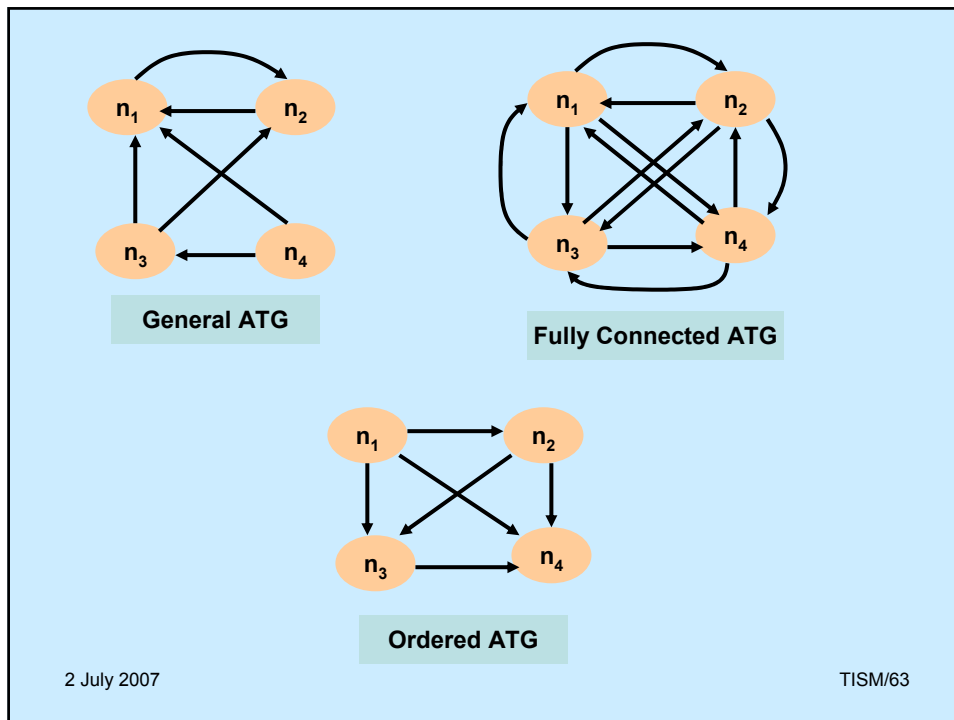 n1 n2
n3 n4
General ATG
n1 n2
n3 n4
Fully Connected ATG
n1 n2
n3 n4
Ordered ATG
2 July 2007 TISM/63